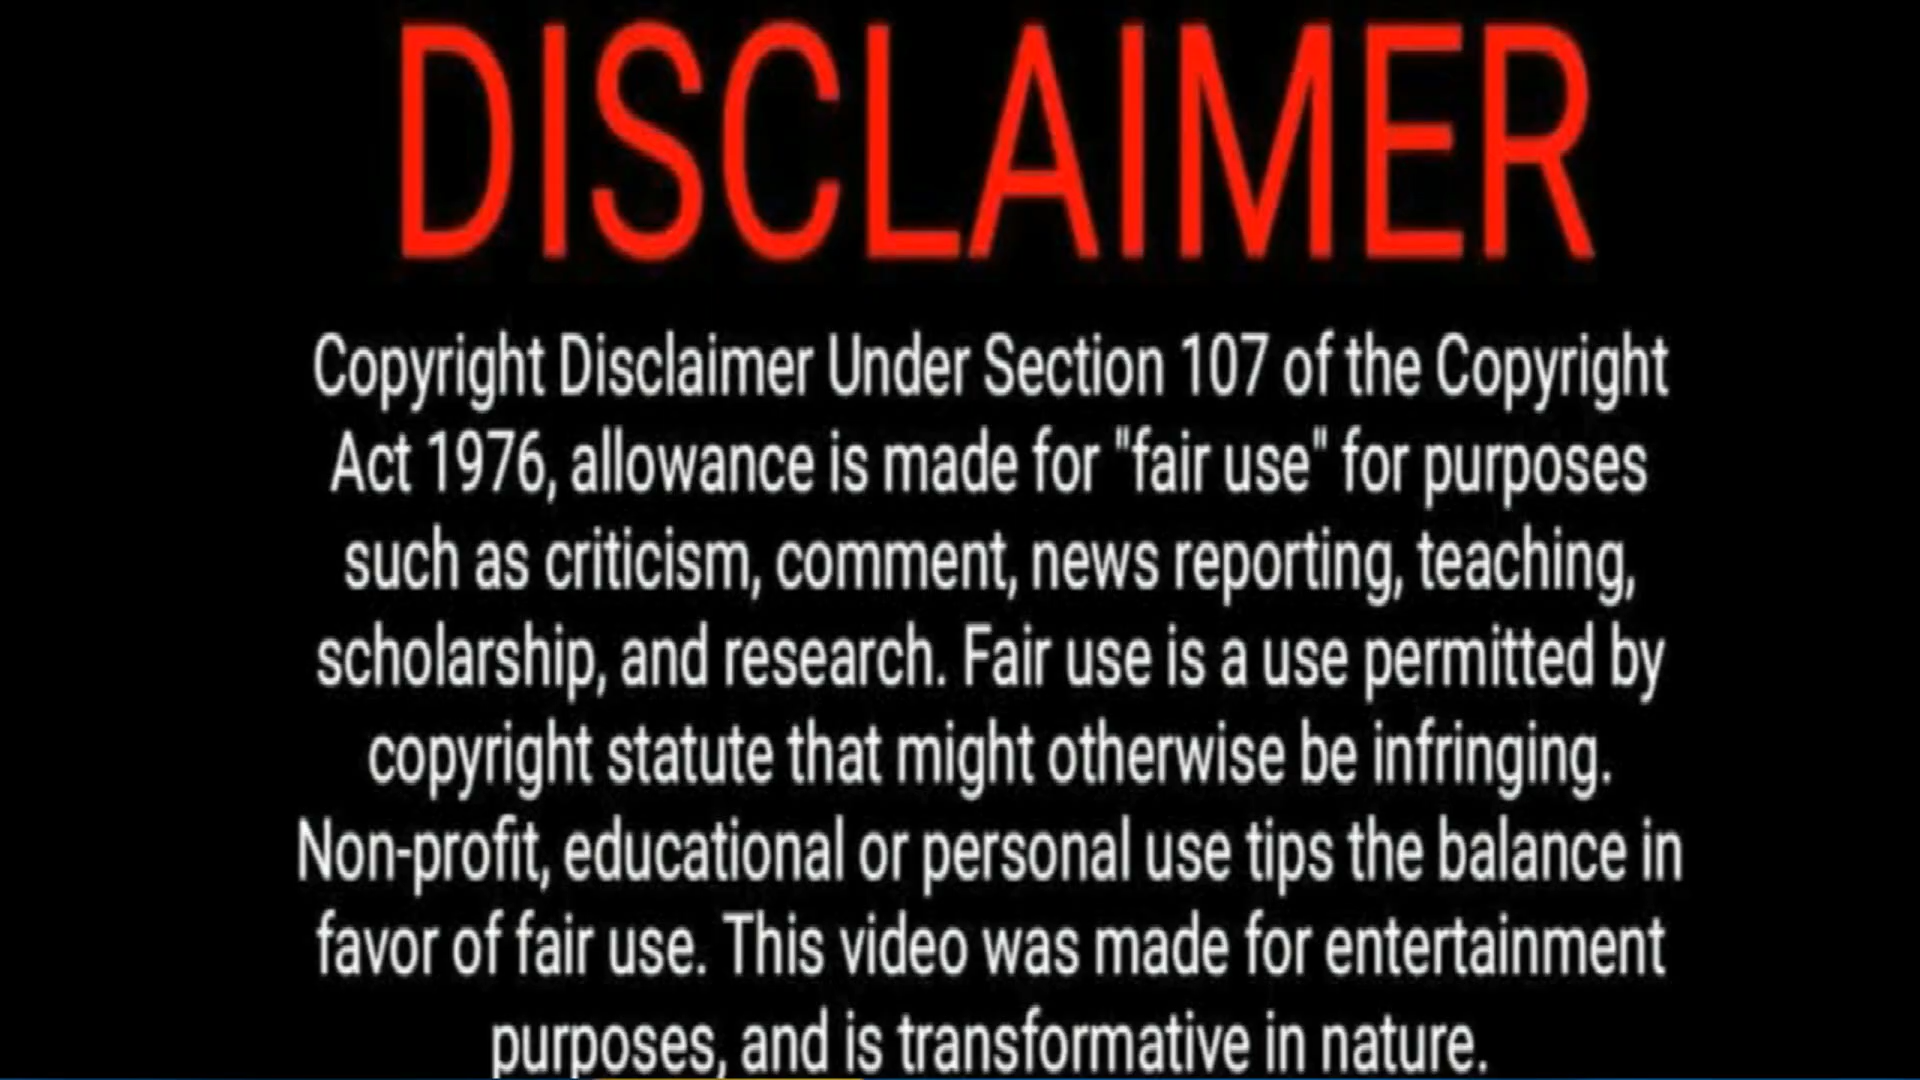 DISCLAIMER
Copyright Disclaimer Under Section 107 of the Copyright
Act 1976, allowance is made for "fair use" for purposes
such as criticism, comment, news reporting, teaching,
scholarship, and research. Fair use is a use permitted by
copyright statute that might otherwise be infringing.
Non-profit, educational or personal use tips the balance in
favor of fair use. This video was made for entertainment
purposes, and is transformative in nature.